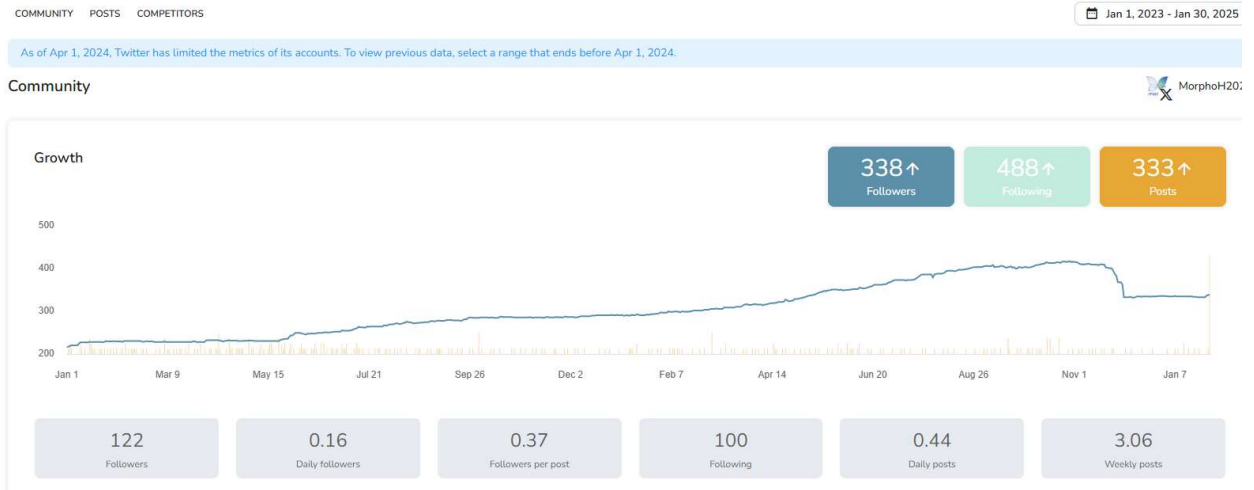 COMMUNITY POSTS COMPETITORS
Jan 1, 2023 - Jan 30, 2025
As of Apr 1, 2024, Twitter has limited the metrics of its accounts. To view previous data, select a range that ends before Apr 1, 2024.
Community
MorphoH202
Growth
338↑ 488↑ 333↑
Followers Following Posts
500
400
300
200
Jan 1 Mar 9 May 15 Jul 21 Sep 26 Dec 2 Feb 7 Apr 14 Jun 20 Aug 26 Nov 1 Jan 7
122 0.16 0.37 100 0.44 3.06
Followers Daily followers Followers per post Following Daily posts Weekly posts